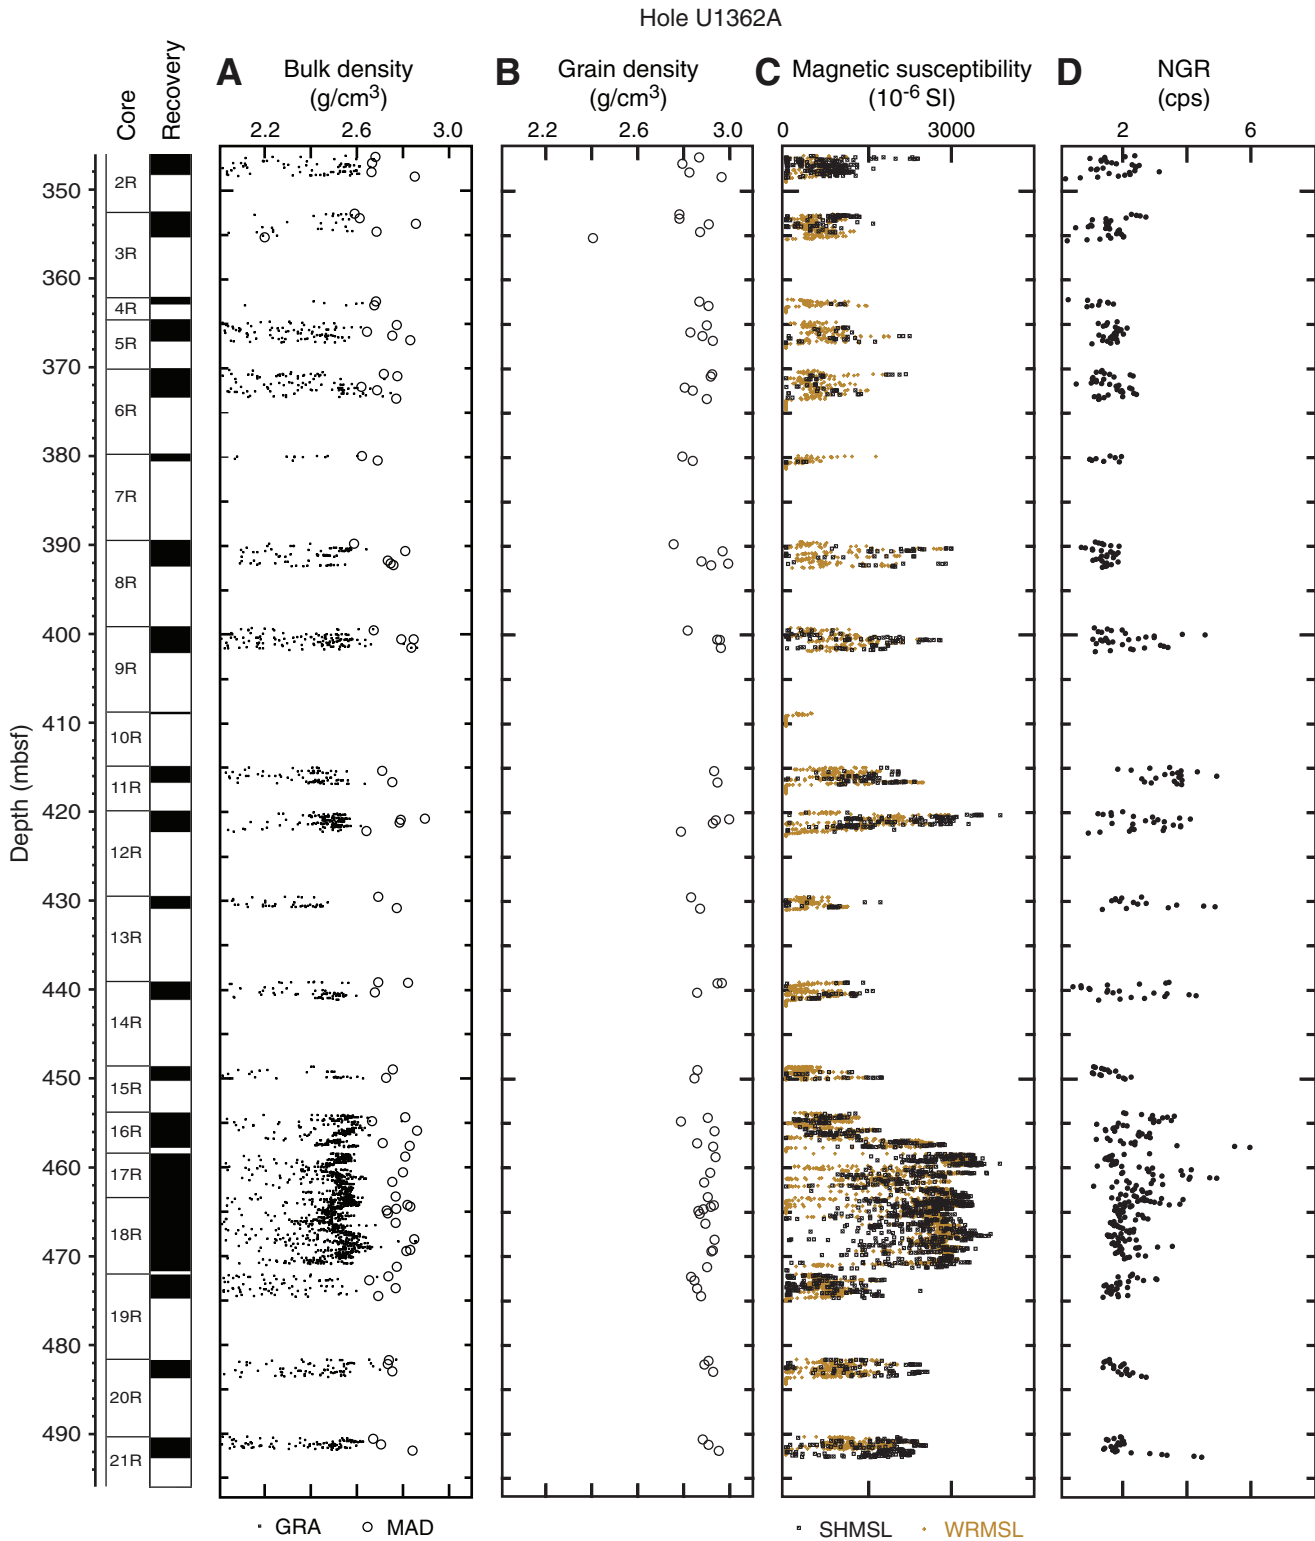 Hole U1362A
Core
Recovery
A Bulk density
(g/cm3)
B Grain density
(g/cm3)
C Magnetic susceptibility
(10-6 SI)
D NGR
(cps)
2.2 2.6 3.0
2.2 2.6 3.0
0 3000
2 6
Depth (mbsf)
350
360
370
380
390
400
410
420
430
440
450
460
470
480
490
2R
3R
4R
5R
6R
7R
8R
9R
10R
11R
12R
13R
14R
15R
16R
17R
18R
19R
20R
21R
GRA MAD
SHMSL WRMSL